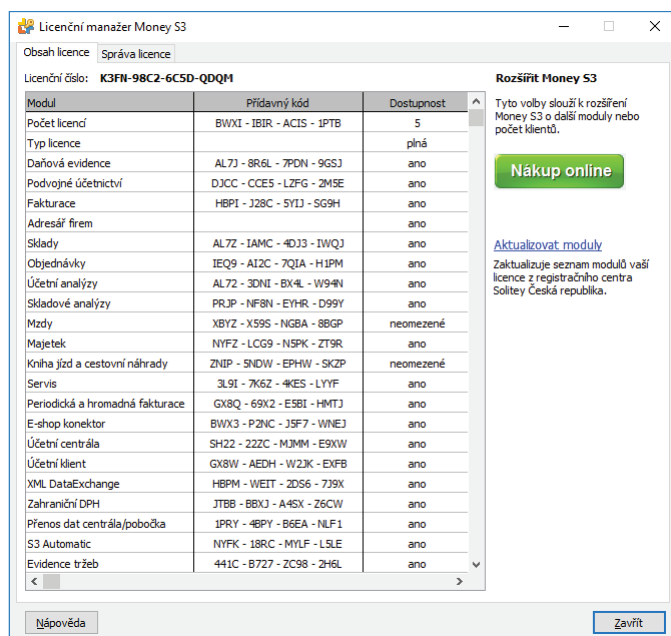 Licenční manažer Money S3
Obsah licence Správa licence
Licenční číslo: K3FN-98C2-6C5D-QDQM
Modul Přídavný kód Dostupnost
Počet licencí BWXI - IBIR - ACIS - 1PTB 5
Typ licence plná
Daňová evidence AL7J - 8R6L - 7PDN - 9GSJ ano
Podvojné účetnictví DJCC - CCE5 - LZFG - 2M5E ano
Fakturace HBPI - J28C - 5YIJ - SG9H ano
Adresář firem ano
Sklady AL7Z - IAMC - 4DJ3 - IWQJ ano
Objednávky IEQ9 - AI2C - 7QIA - H1PM ano
Účetní analýzy AL72 - 3DNI - BX4L - W94N ano
Skladové analýzy PRJP - NF8N - EYHR - D99Y ano
Mzdy XBYZ - X59S - NGBA - 8BGP neomezené
Majetek NYFZ - LCG9 - N5PK - ZT9R ano
Kniha jízd a cestovní náhrady ZNIP - 5NDW - EPHW - SKZP neomezené
Servis 3L9I - 7K6Z - 4KES - LYYF ano
Periodická a hromadná fakturace GX8Q - 69X2 - E5BI - HMTJ ano
E-shop konektor BWX3 - P2NC - J5F7 - WNEJ ano
Účetní centrála SH22 - 22ZC - MJMM - E9XW ano
Účetní klient GX8W - AEDH - W2JK - EXFB ano
XML DataExchange HBPM - WEIT - 2DS6 - 7J9X ano
Zahraniční DPH JTBB - BBXJ - A4SX - Z6CW ano
Přenos dat centrála/pobočka 1PRY - 4BPY - B6EA - NLF1 ano
S3 Automatic NYFK - 18RC - MYLF - L5LE ano
Evidence tržeb 441C - B727 - ZC98 - 2H6L ano
Rozšířit Money S3
Tyto volby slouží k rozšíření
Money S3 o další moduly nebo
počet klientů.
Nákup online
Aktualizovat moduly
Zaktualizuje seznam modulů vaší
licence z registračního centra
Solitey Česká republika.
Nápověda Zavřít